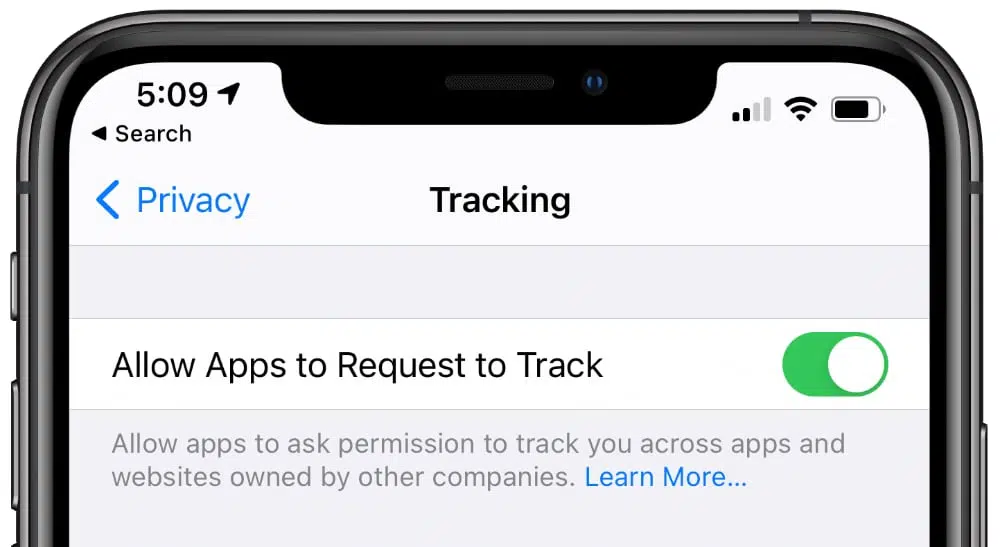 5:09
Search
Privacy
Tracking
Allow Apps to Request to Track
Allow apps to ask permission to track you across apps and
websites owned by other companies. Learn More...